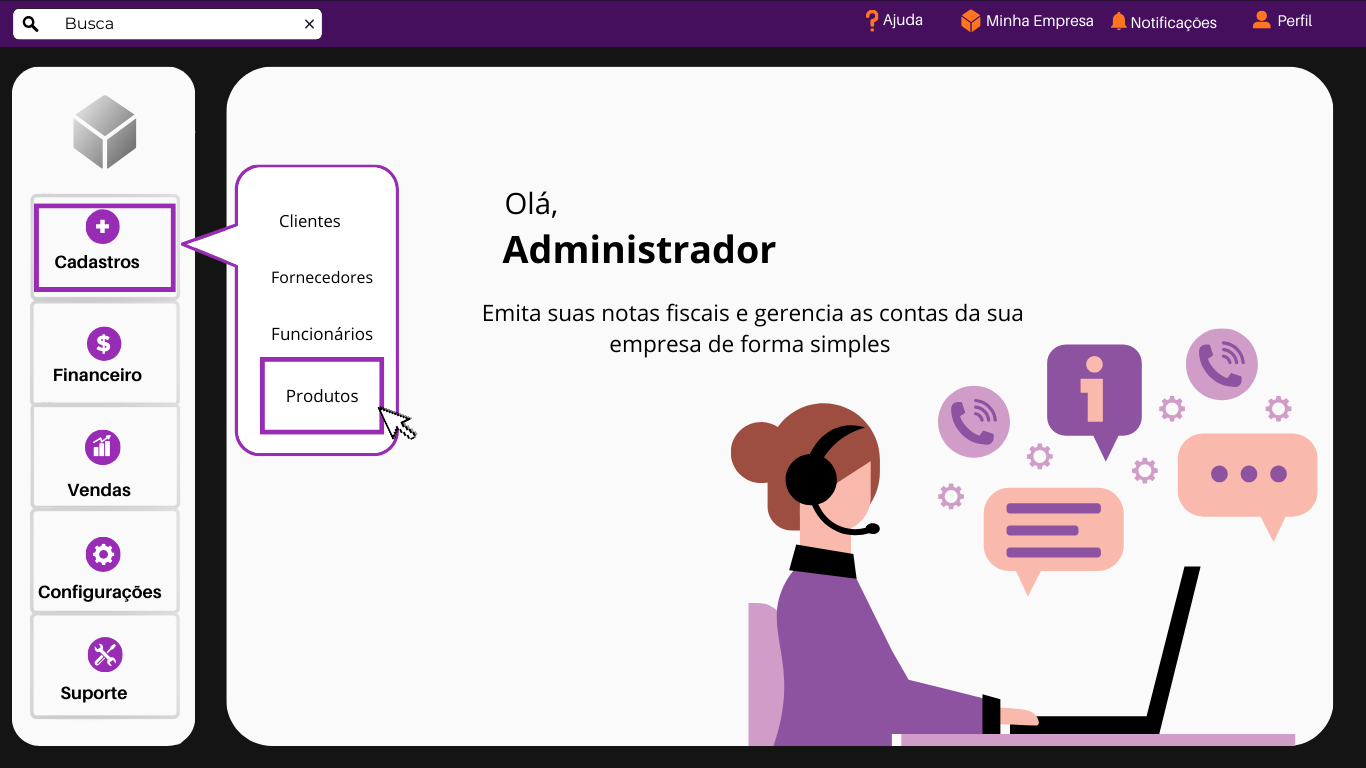 Busca
Ajuda
Minha Empresa
Notificações
Perfil
Cadastros
Financeiro
Vendas
Configurações
Suporte
Clientes
Fornecedores
Funcionários
Produtos
Olá,
Administrador
Emita suas notas fiscais e gerencia as contas da sua
empresa de forma simples